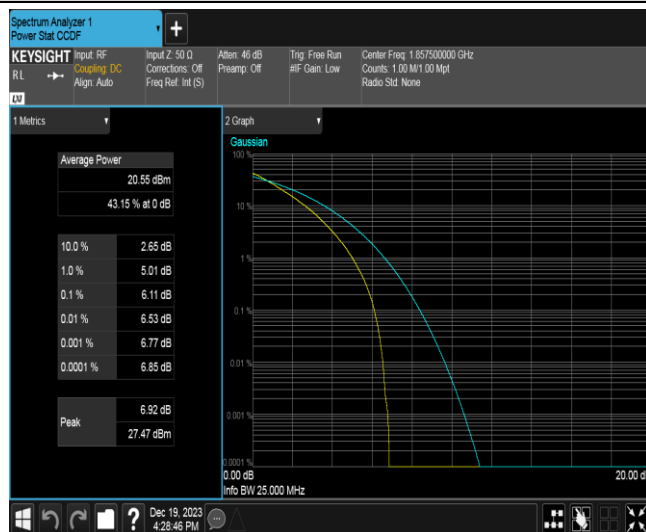 Spectrum Analyzer 1
Power Stat CCDF
+
KEYSIGHT
RL
LXI
Input: RF
Coupling: DC
Align: Auto
Input Z: 50 Ω
Corrections: Off
Freq Ref: Int (S)
Atten: 46 dB
Preamp: Off
Trig: Free Run
#IF Gain: Low
Center Freq: 1.857500000 GHz
Counts: 1.00 M/1.00 Mpt
Radio Std: None
1 Metrics
Average Power
20.55 dBm
43.15 % at 0 dB
10.0 % 2.65 dB
1.0 % 5.01 dB
0.1 % 6.11 dB
0.01 % 6.53 dB
0.001 % 6.77 dB
0.0001 % 6.85 dB
Peak
6.92 dB
27.47 dBm
2 Graph
Gaussian
100 %
10 %
1 %
0.1 %
0.01 %
0.001 %
0.0001 %
0.00 dB
20.00 d
Info BW 25.000 MHz
?
Dec 19, 2023
4:28:46 PM